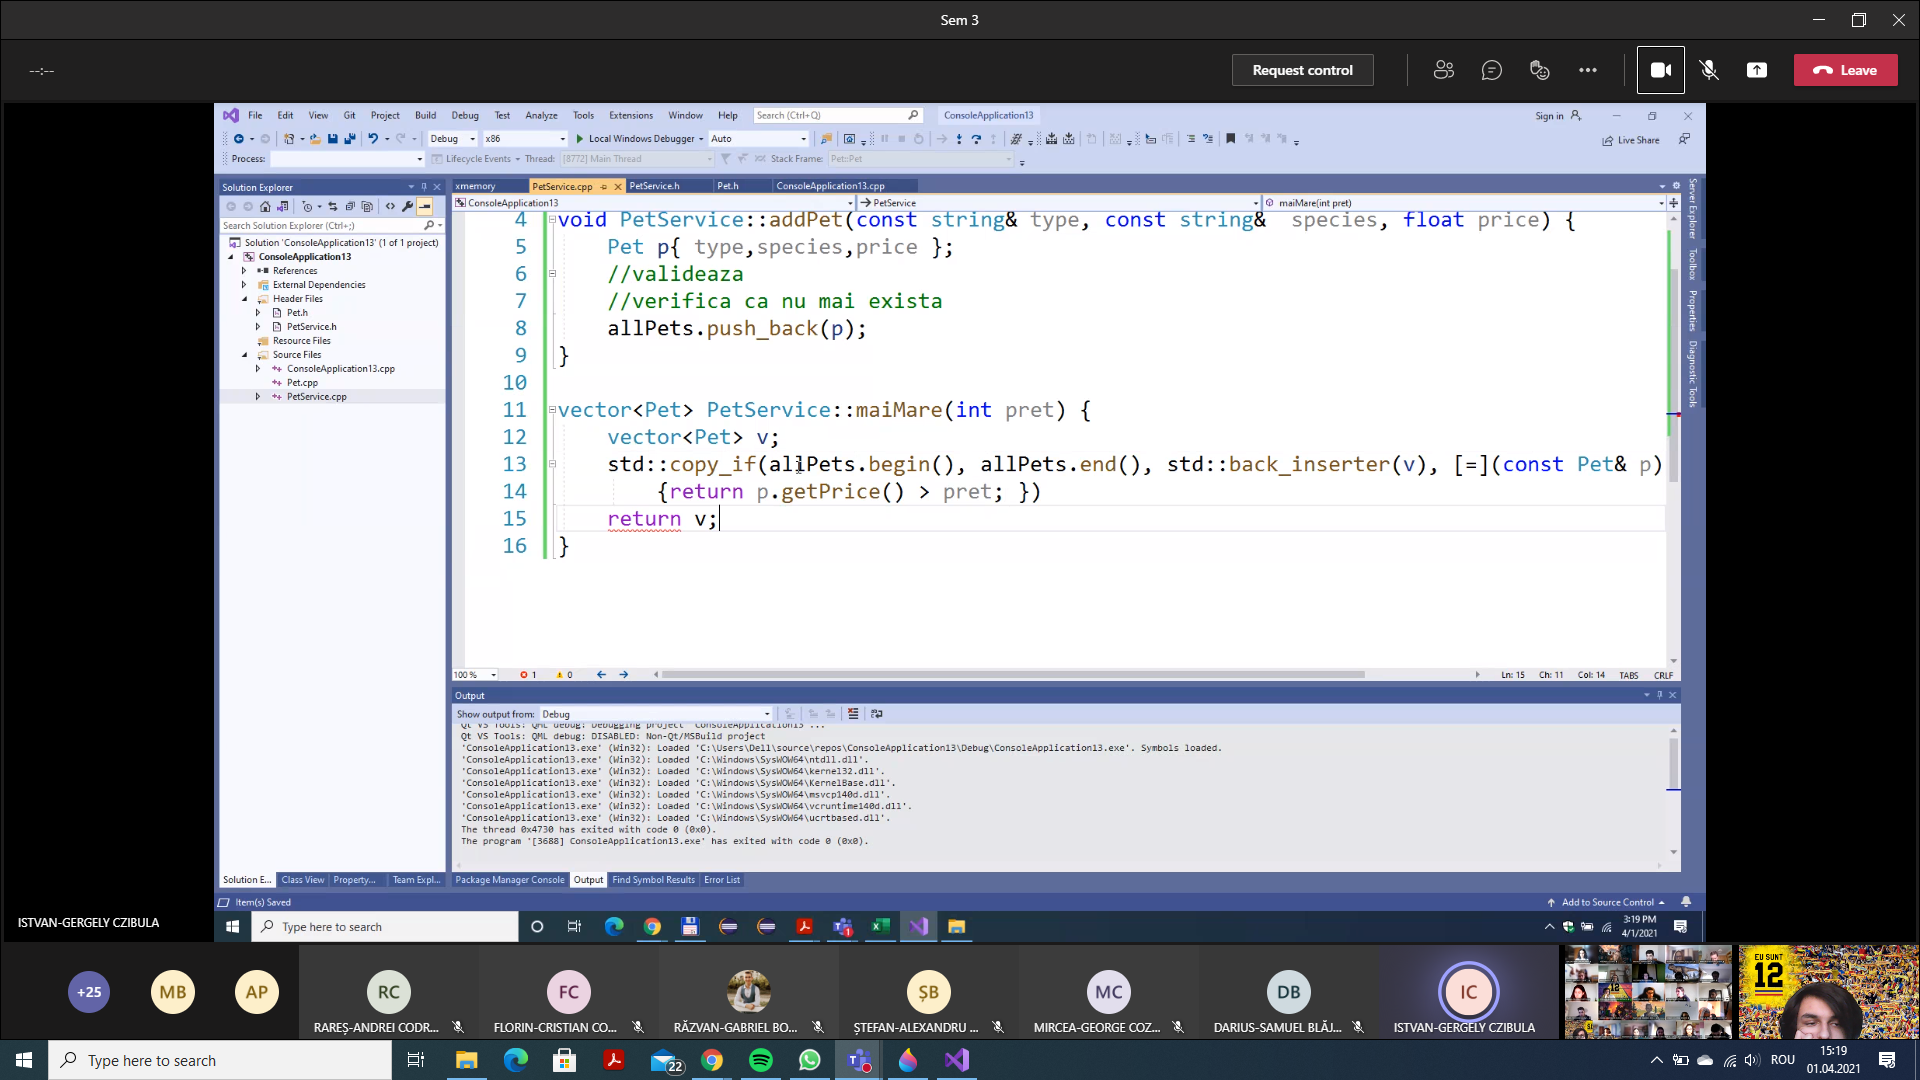 Sem 3
--:--
Request control
Leave
File Edit View Git Project Build Debug Test Analyze Tools Extensions Window Help Search (Ctrl+Q) ConsoleApplication13 Sign in
Debug x86 Local Windows Debugger Auto Live Share
Process: Lifecycle Events Thread: [8772] Main Thread Stack Frame: Pet::Pet
Solution Explorer
Search Solution Explorer (Ctrl+;)
Solution 'ConsoleApplication13' (1 of 1 project)
ConsoleApplication13
References
External Dependencies
Header Files
Pet.h
PetService.h
Resource Files
Source Files
ConsoleApplication13.cpp
Pet.cpp
PetService.cpp
Solution E... Class View Property... Team Expl...
xmemory PetService.cpp PetService.h Pet.h ConsoleApplication13.cpp
ConsoleApplication13 PetService maiMare(int pret)
4 void PetService::addPet(const string& type, const string& species, float price) {
5 Pet p{ type,species,price };
6 //valideaza
7 //verifica ca nu mai exista
8 allPets.push_back(p);
9 }
10
11 vector<Pet> PetService::maiMare(int pret) {
12 vector<Pet> v;
13 std::copy_if(allPets.begin(), allPets.end(), std::back_inserter(v), [=](const Pet& p)
14 {return p.getPrice() > pret; })
15 return v;
16 }
100 % 1 0 Ln: 15 Ch: 11 Col: 14 TABS CRLF
Server Explorer
Toolbox
Properties
Diagnostic Tools
Output
Show output from: Debug
Qt VS Tools: QML debug: Debugging project 'ConsoleApplication13'...
Qt VS Tools: QML debug: DISABLED: Non-Qt/MSBuild project
'ConsoleApplication13.exe' (Win32): Loaded 'C:\Users\Dell\source\repos\ConsoleApplication13\Debug\ConsoleApplication13.exe'. Symbols loaded.
'ConsoleApplication13.exe' (Win32): Loaded 'C:\Windows\SysWOW64\ntdll.dll'.
'ConsoleApplication13.exe' (Win32): Loaded 'C:\Windows\SysWOW64\kernel32.dll'.
'ConsoleApplication13.exe' (Win32): Loaded 'C:\Windows\SysWOW64\KernelBase.dll'.
'ConsoleApplication13.exe' (Win32): Loaded 'C:\Windows\SysWOW64\msvcp140d.dll'.
'ConsoleApplication13.exe' (Win32): Loaded 'C:\Windows\SysWOW64\vcruntime140d.dll'.
'ConsoleApplication13.exe' (Win32): Loaded 'C:\Windows\SysWOW64\ucrtbased.dll'.
The thread 0x4730 has exited with code 0 (0x0).
The program '[3688] ConsoleApplication13.exe' has exited with code 0 (0x0).
Package Manager Console Output Find Symbol Results Error List
Item(s) Saved Add to Source Control
ISTVAN-GERGELY CZIBULA
Type here to search
3:19 PM
4/1/2021
+25 MB AP RC FC ȘB MC DB IC
RAREȘ-ANDREI CODR... FLORIN-CRISTIAN CO... RĂZVAN-GABRIEL BO... ȘTEFAN-ALEXANDRU ... MIRCEA-GEORGE COZ... DARIUS-SAMUEL BLĂJ... ISTVAN-GERGELY CZIBULA
EU SUNT
12
Type here to search
22
ROU
15:19
01.04.2021